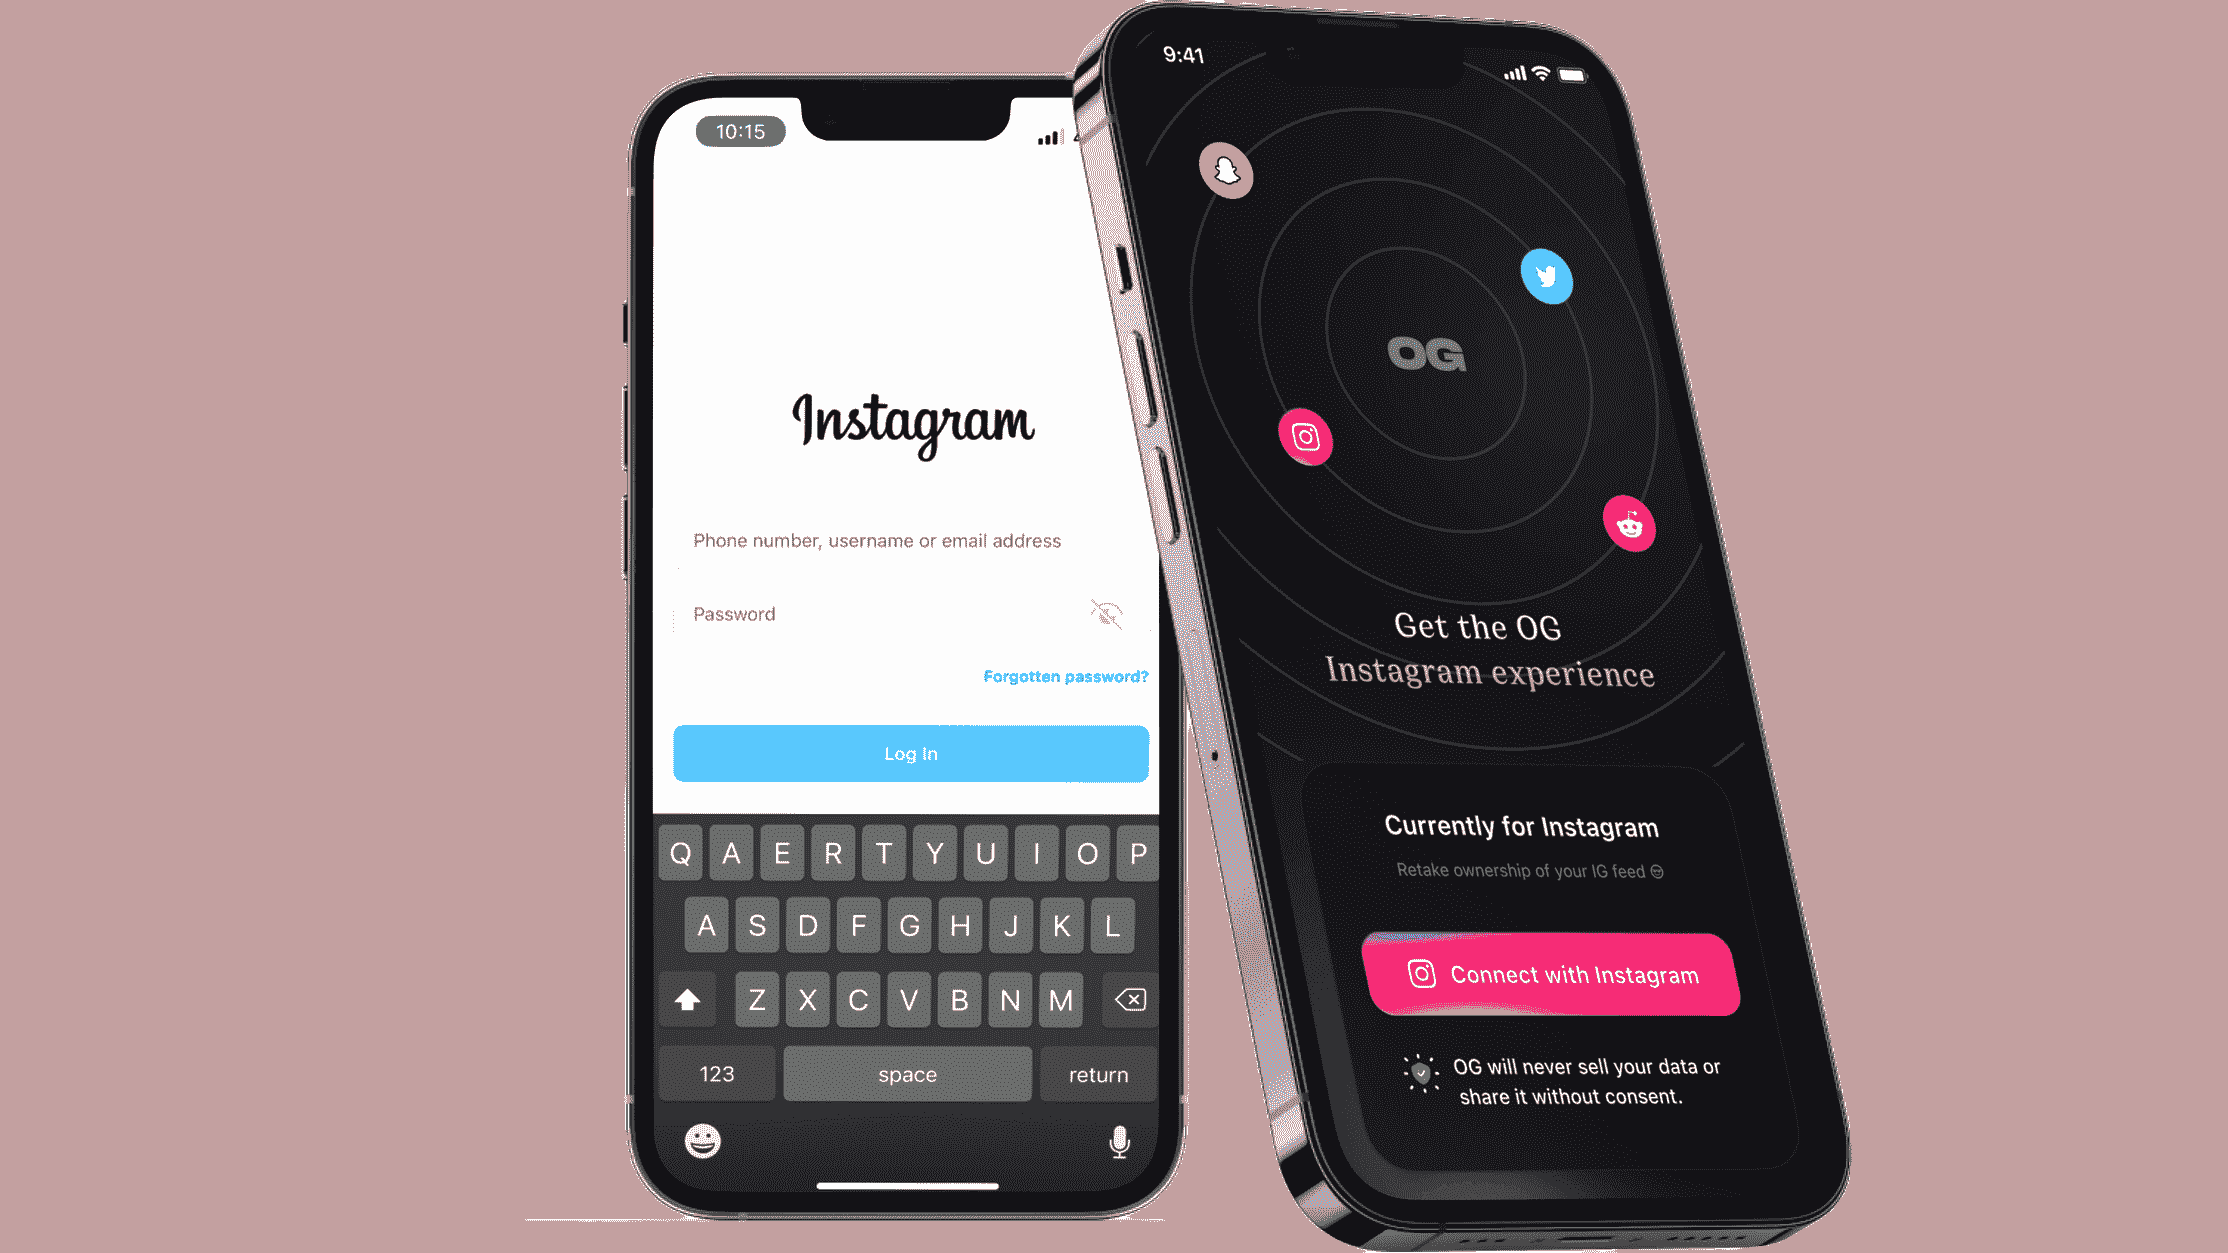 10:15
Instagram
Phone number, username or email address
Password
Forgotten password?
Log In
Q A E R T Y U I O P
A S D F G H J K L
Z X C V B N M
123 space return
9:41
OG
Get the OG
Instagram experience
Currently for Instagram
Retake ownership of your IG feed
Connect with Instagram
OG will never sell your data or
share it without consent.